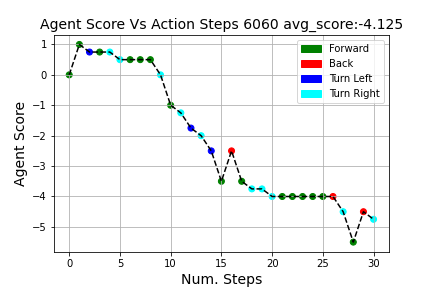 Agent Score Vs Action Steps 6060 avg_score:-4.125
1
0
−1
−2
−3
−4
−5
Agent Score
Forward
Back
Turn Left
Turn Right
0 5 10 15 20 25 30
Num. Steps